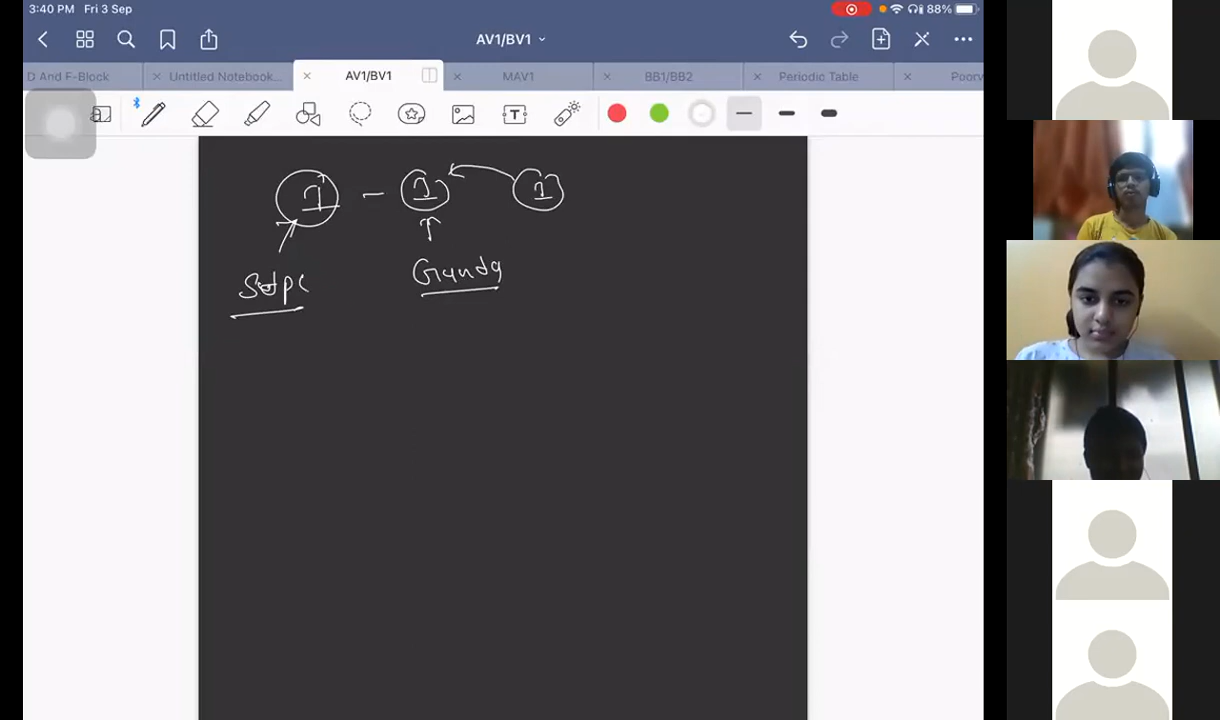 3:40 PM Fri 3 Sep
88%
AV1/BV1
D And F-Block
Untitled Notebook...
AV1/BV1
MAV1
BB1/BB2
Periodic Table
Poorv
T
1 - 1 1